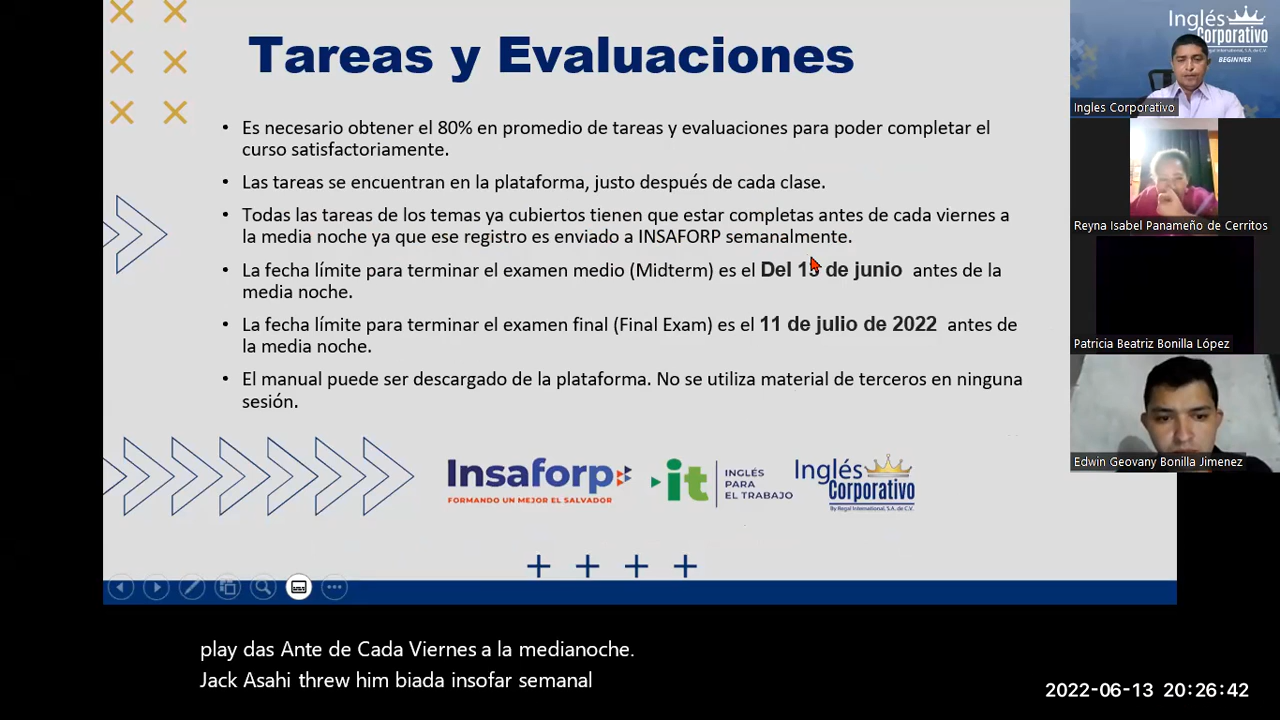 Tareas y Evaluaciones
• Es necesario obtener el 80% en promedio de tareas y evaluaciones para poder completar el
curso satisfactoriamente.
• Las tareas se encuentran en la plataforma, justo después de cada clase.
• Todas las tareas de los temas ya cubiertos tienen que estar completas antes de cada viernes a
la media noche ya que ese registro es enviado a INSAFORP semanalmente.
• La fecha límite para terminar el examen medio (Midterm) es el Del 15 de junio antes de la
media noche.
• La fecha límite para terminar el examen final (Final Exam) es el 11 de julio de 2022 antes de
la media noche.
• El manual puede ser descargado de la plataforma. No se utiliza material de terceros en ninguna
sesión.
Insaforp
FORMANDO UN MEJOR EL SALVADOR
it
INGLÉS
PARA
EL TRABAJO
Inglés
Corporativo
By Regal International, S.A. de C.V.
Inglés
Corporativo
By Regal International, S.A. de C.V.
BEGINNER
Ingles Corporativo
Reyna Isabel Panameño de Cerritos
Patricia Beatriz Bonilla López
Edwin Geovany Bonilla Jimenez
play das Ante de Cada Viernes a la medianoche.
Jack Asahi threw him biada insofar semanal
2022-06-13 20:26:42